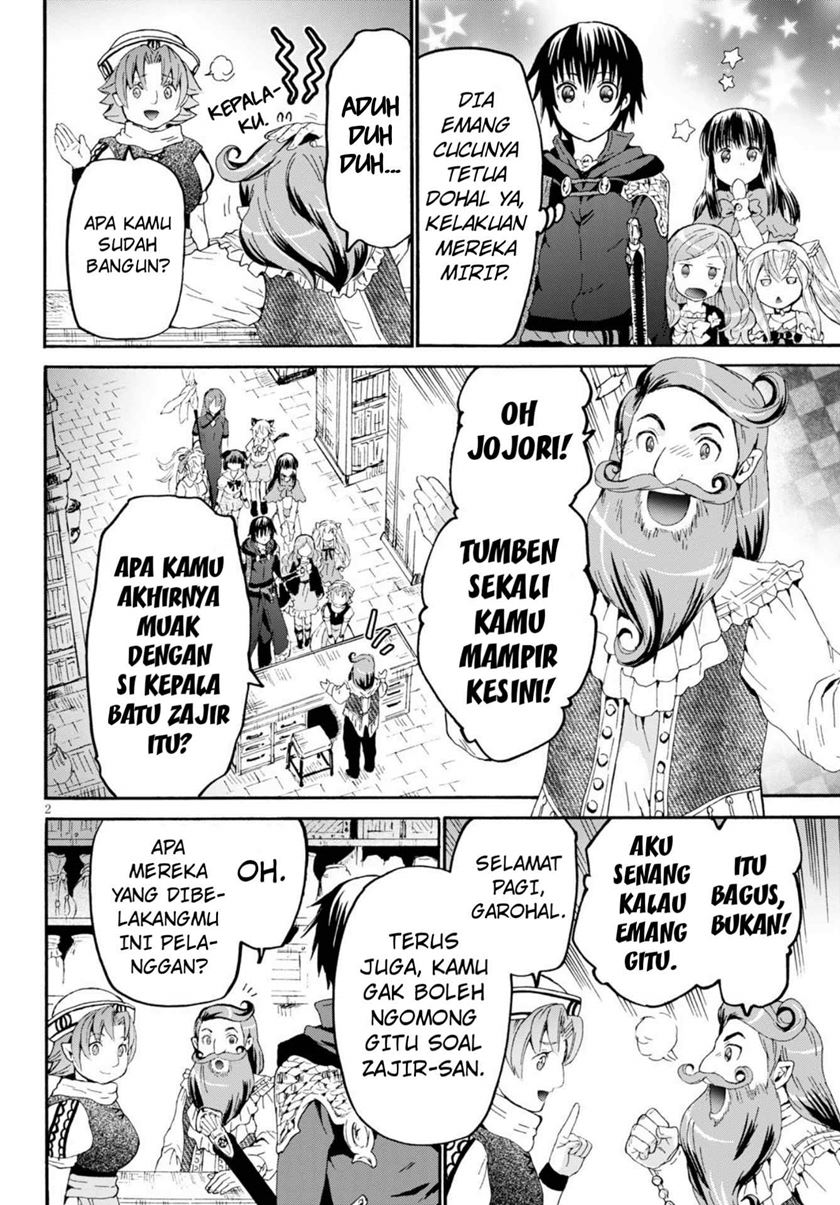 DIA
EMANG
CUCUNYA
TETUA
DOHAL YA,
KELAKUAN
MEREKA
MIRIP.
ADUH
DUH
DUH...
KEPALA-
KU.
APA KAMU
SUDAH
BANGUN?
OH
JOJORI!
TUMBEN
SEKALI
KAMU
MAMPIR
KESINI!
APA KAMU
AKHIRNYA
MUAK
DENGAN
SI KEPALA
BATU ZAJIR
ITU?
2
ITU
BAGUS,
BUKAN!
AKU
SENANG
KALAU
EMANG
GITU.
SELAMAT
PAGI,
GAROHAL.
TERUS
JUGA, KAMU
GAK BOLEH
NGOMONG
GITU SOAL
ZAJIR-SAN.
OH.
APA
MEREKA
YANG DIBE-
LAKANGMU
INI PELA-
NGGAN?